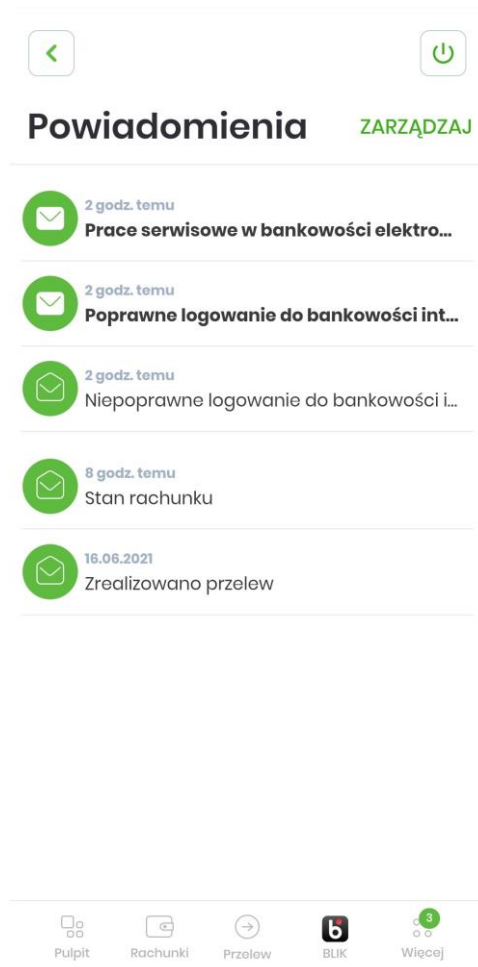 Powiadomienia
ZARZĄDZAJ
2 godz. temu
Prace serwisowe w bankowości elektro...
2 godz. temu
Poprawne logowanie do bankowości int...
2 godz. temu
Niepoprawne logowanie do bankowości i...
8 godz. temu
Stan rachunku
16.06.2021
Zrealizowano przelew
3
Pulpit
Rachunki
Przelew
BLIK
Więcej